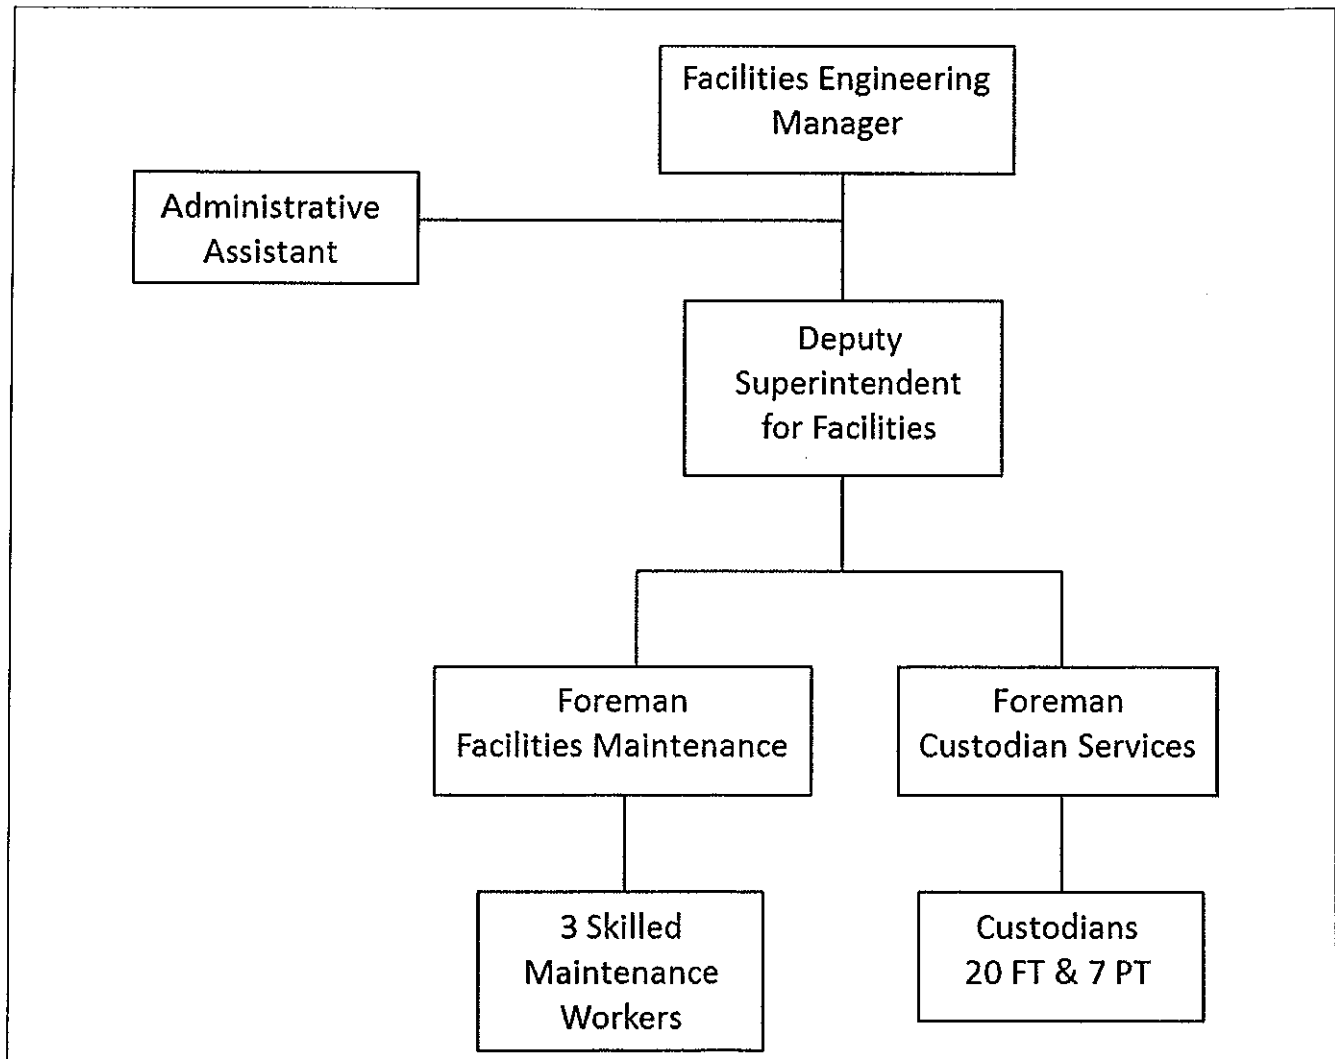 Facilities Engineering
Manager
Administrative
Assistant
Deputy
Superintendent
for Facilities
Foreman
Facilities Maintenance
Foreman
Custodian Services
3 Skilled
Maintenance
Workers
Custodians
20 FT & 7 PT